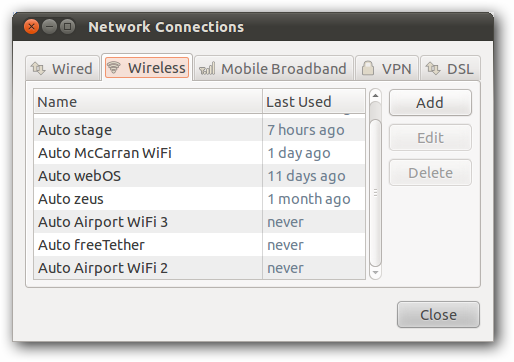 Network Connections
Wired Wireless Mobile Broadband VPN DSL
Name Last Used
Auto stage 7 hours ago
Auto McCarran WiFi 1 day ago
Auto webOS 11 days ago
Auto zeus 1 month ago
Auto Airport WiFi 3 never
Auto freeTether never
Auto Airport WiFi 2 never
Add
Edit
Delete
Close